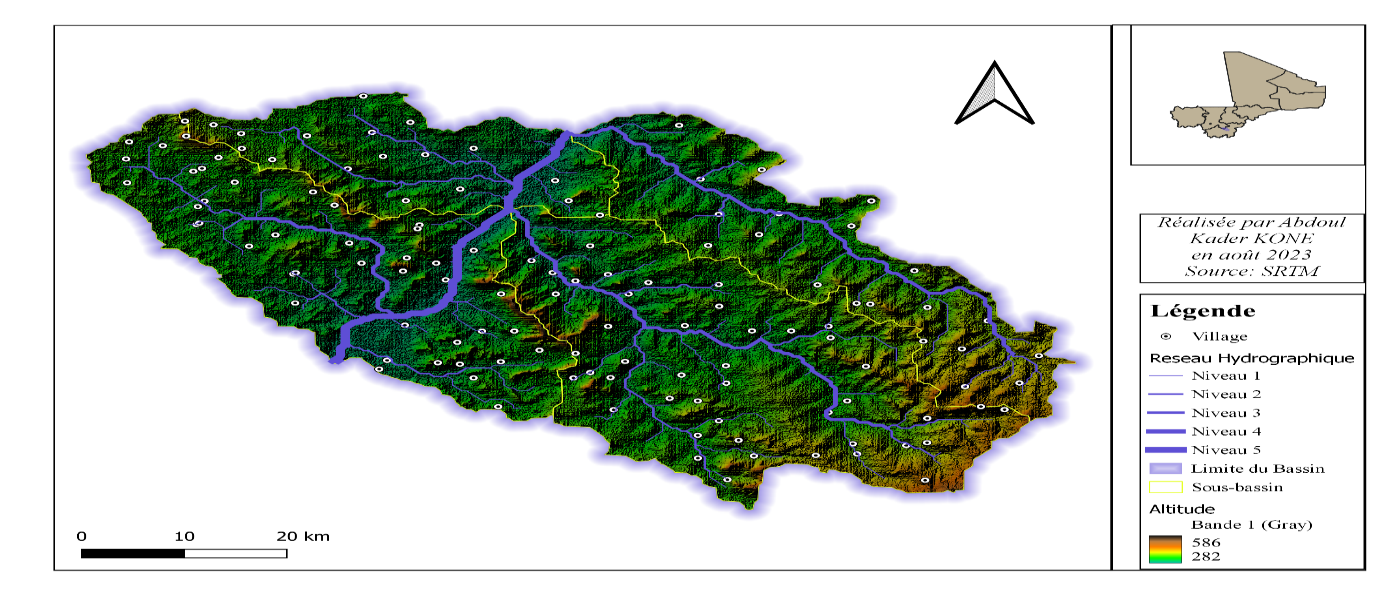 Réalisée par Abdoul
Kader KONE
en août 2023
Source: SRTM
Légende
Village
Reseau Hydrographique
Niveau 1
Niveau 2
Niveau 3
Niveau 4
Niveau 5
Limite du Bassin
Sous-bassin
Altitude
Bande 1 (Gray)
586
282
0 10 20 km